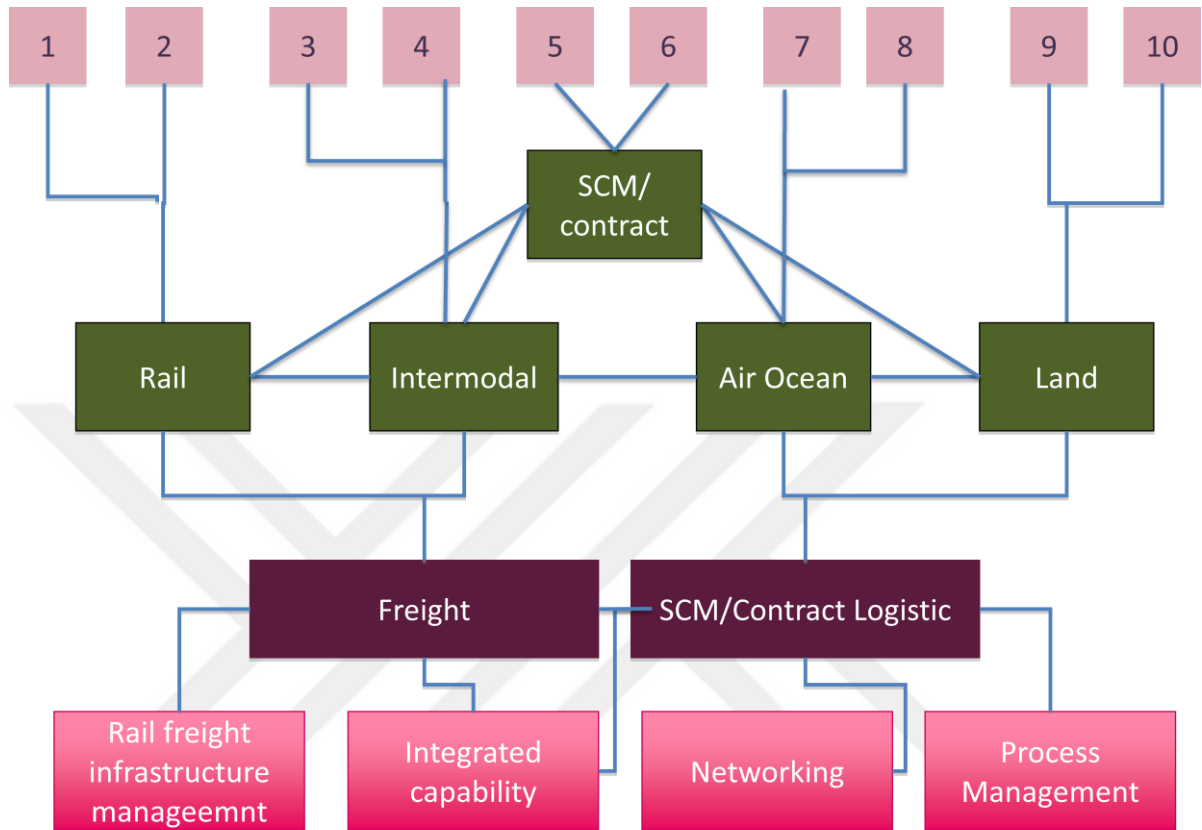 1
2
3
4
5
6
7
8
9
10
SCM/
contract
Rail
Intermodal
Air Ocean
Land
Freight
SCM/Contract Logistic
Rail freight
infrastructure
manageemnt
Integrated
capability
Networking
Process
Management